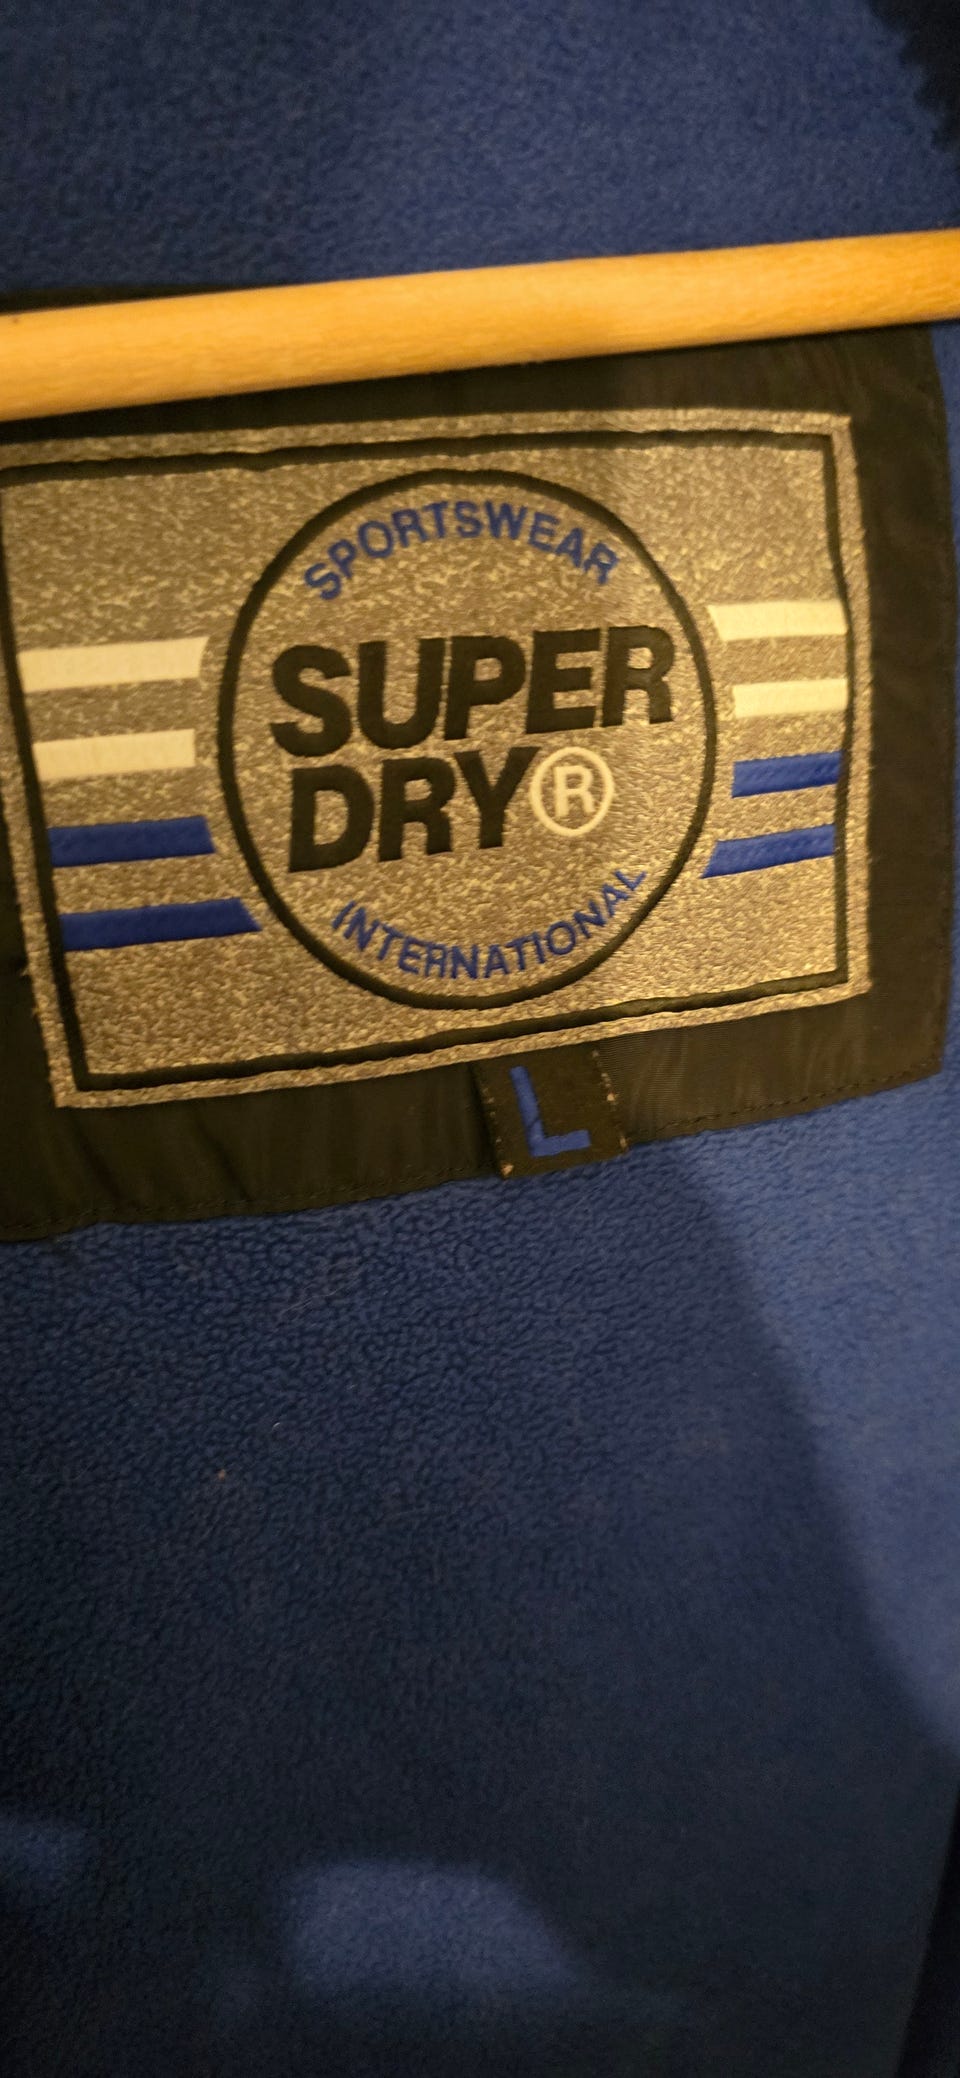 SPORTSWEAR
SUPER
DRY®
INTERNATIONAL
L